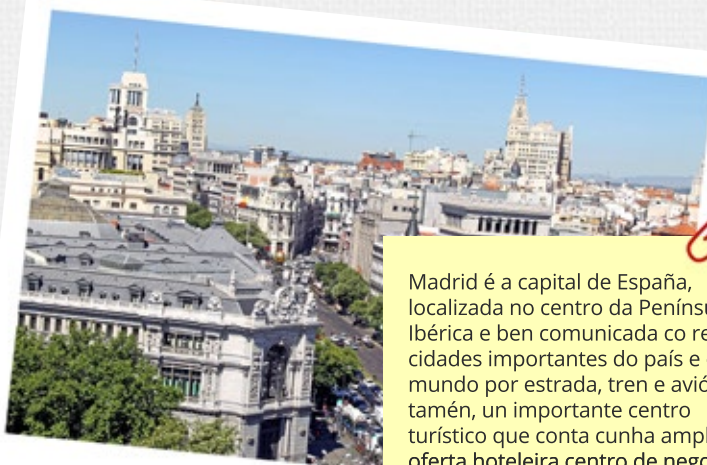 Madrid é a capital de España,
localizada no centro da
Ibérica e ben comunicada co
cidades importantes do país e
mundo por estrada, tren e
tamén, un importante centro
turístico que conta cunha
oferta hoteleira centro de